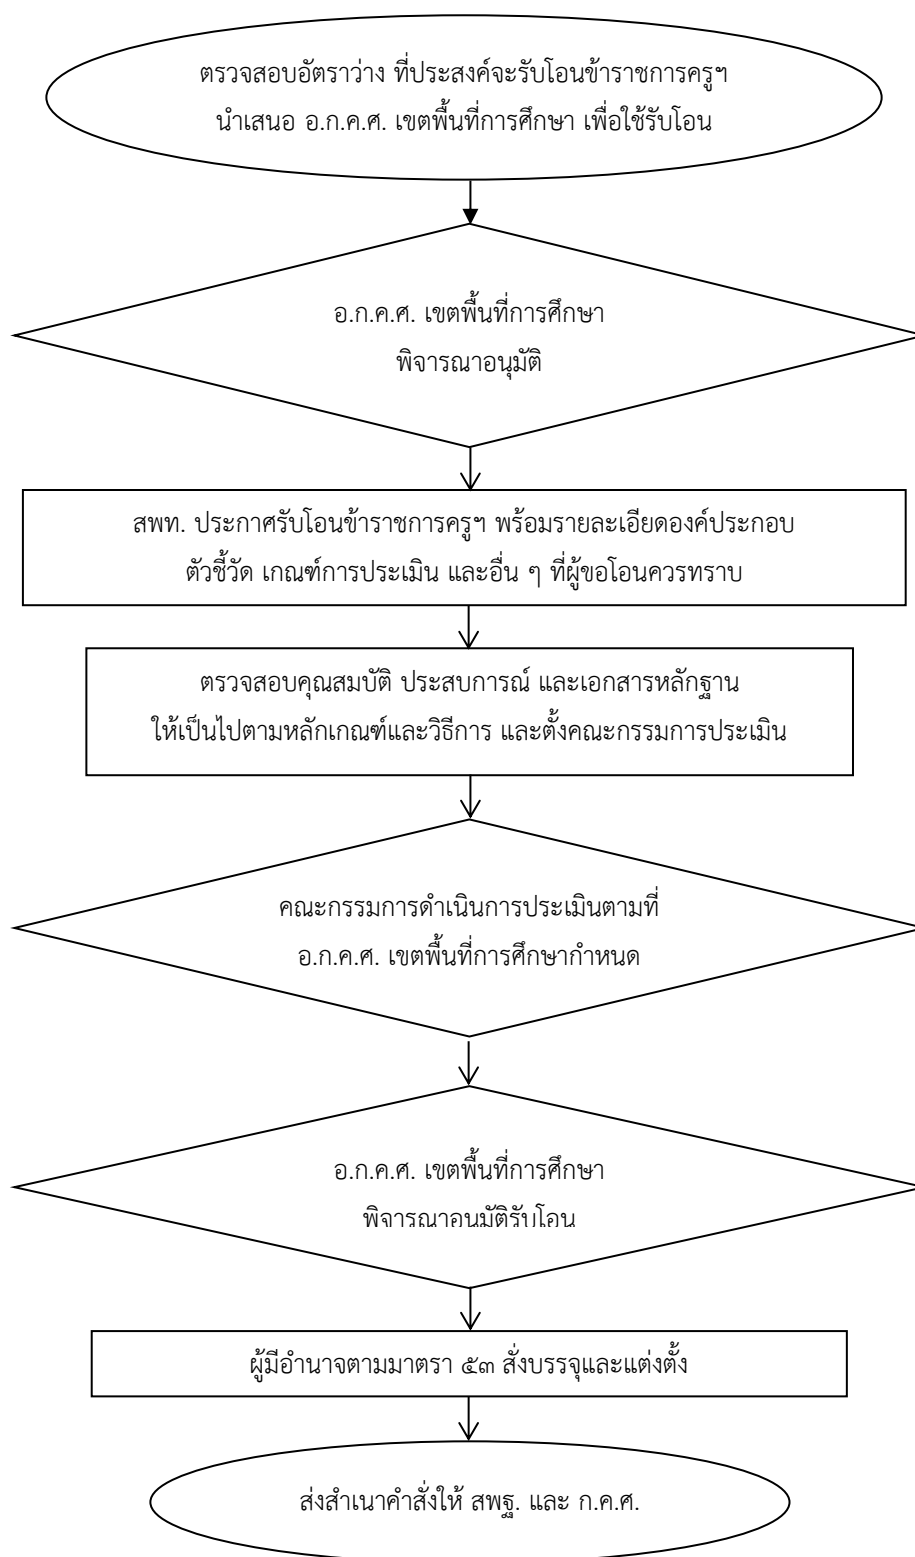 ตรวจสอบอัตราว่าง ที่ประสงค์จะรับโอนข้าราชการครูฯ
นำเสนอ อ.ก.ค.ศ. เขตพื้นที่การศึกษา เพื่อใช้รับโอน
อ.ก.ค.ศ. เขตพื้นที่การศึกษา
พิจารณาอนุมัติ
สพท. ประกาศรับโอนข้าราชการครูฯ พร้อมรายละเอียดองค์ประกอบ
ตัวชี้วัด เกณฑ์การประเมิน และอื่น ๆ ที่ผู้ขอโอนควรทราบ
ตรวจสอบคุณสมบัติ ประสบการณ์ และเอกสารหลักฐาน
ให้เป็นไปตามหลักเกณฑ์และวิธีการ และตั้งคณะกรรมการประเมิน
คณะกรรมการดำเนินการประเมินตามที่
อ.ก.ค.ศ. เขตพื้นที่การศึกษากำหนด
อ.ก.ค.ศ. เขตพื้นที่การศึกษา
พิจารณาอนมัติรับโอน
ผู้มีอำนาจตามมาตรา ๕๓ สั่งบรรจุและแต่งตั้ง
ส่งสำเนาคำสั่งให้ สพฐ. และ ก.ค.ศ.